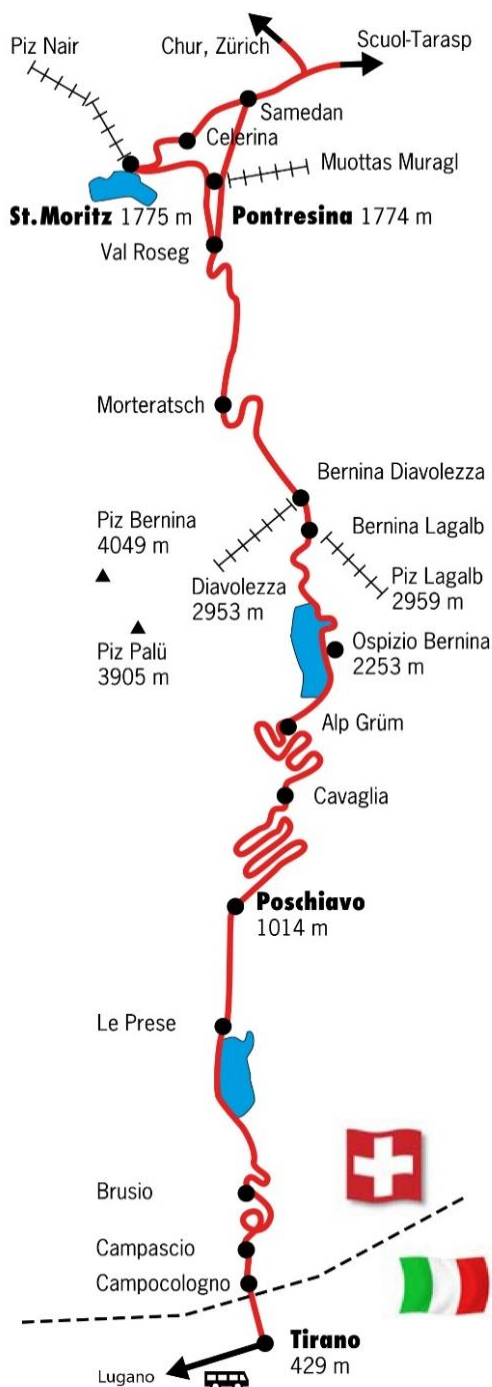 Piz Nair
Chur, Zürich
Scuol-Tarasp
Samedan
Celerina
Muottas Muragl
St.Moritz 1775 m
Pontresina 1774 m
Val Roseg
Morteratsch
Bernina Diavolezza
Piz Bernina
4049 m
Bernina Lagalb
Diavolezza
2953 m
Piz Lagalb
2959 m
Piz Palü
3905 m
Ospizio Bernina
2253 m
Alp Grüm
Cavaglia
Poschiavo
1014 m
Le Prese
Brusio
Campascio
Campocologno
Tirano
429 m
Lugano